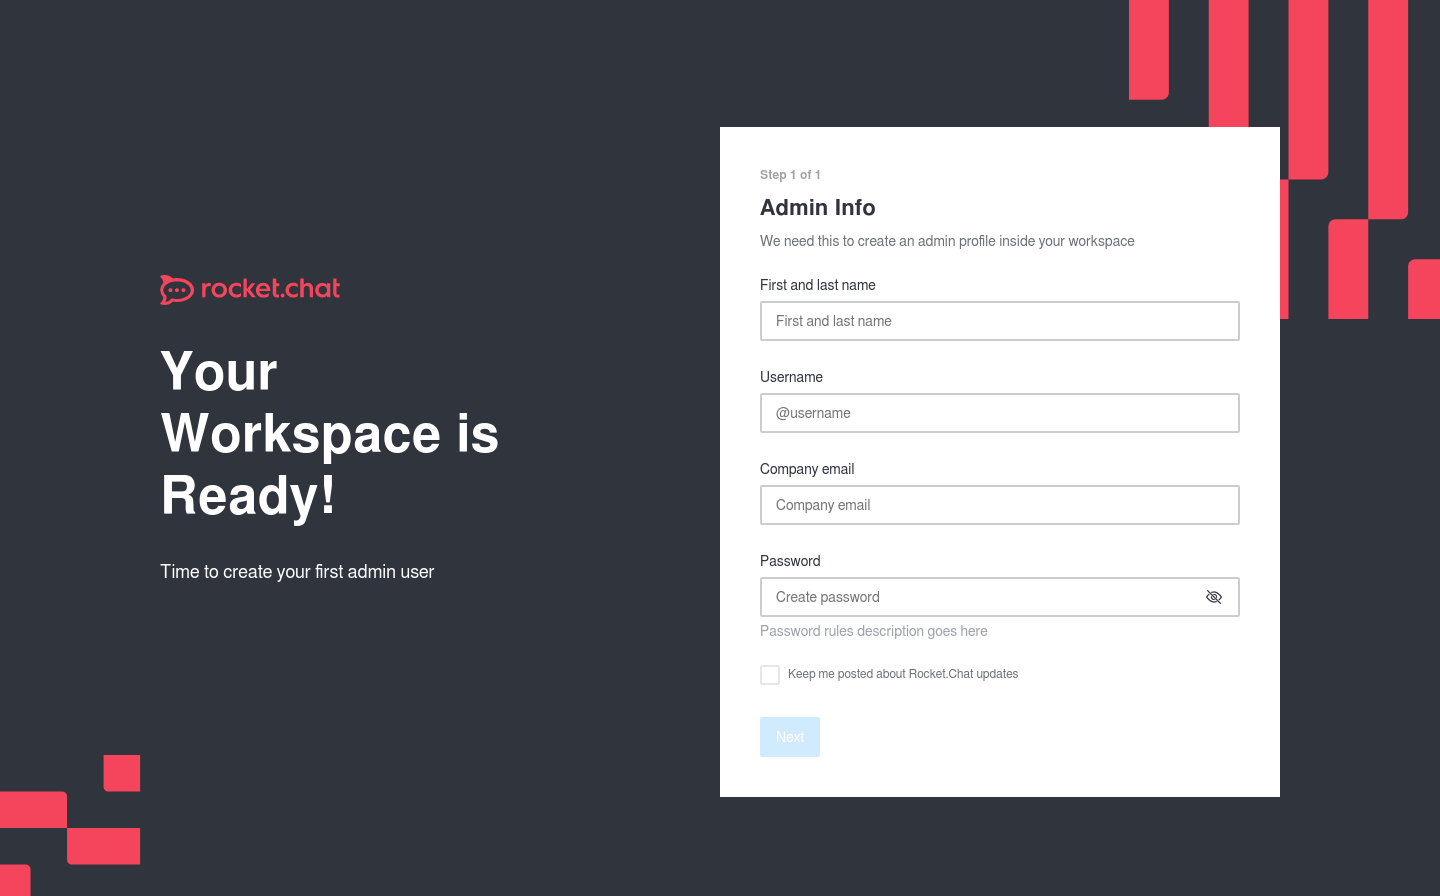 rocket.chat
Your
Workspace is
Ready!
Time to create your first admin user
Step 1 of 1
Admin Info
We need this to create an admin profile inside your workspace
First and last name
First and last name
Username
@username
Company email
Company email
Password
Create password
Password rules description goes here
Keep me posted about Rocket.Chat updates
Next